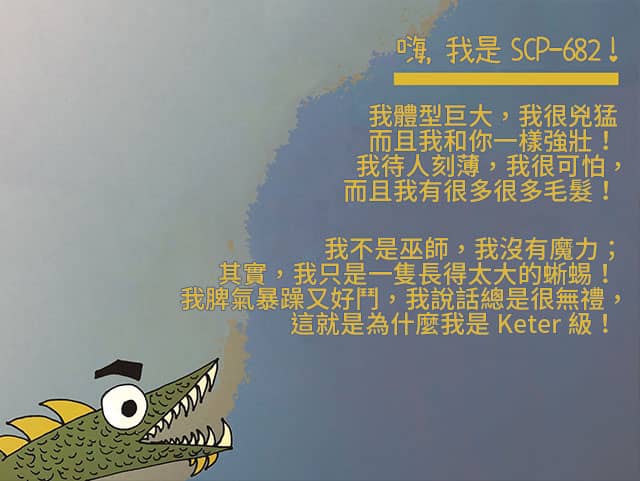 嗨, 我是 SCP-682!
我體型巨大，我很兇猛
而且我和你一樣強壯！
我待人刻薄，我很可怕，
而且我有很多很多毛髮！
我不是巫師，我沒有魔力；
其實，我只是一隻長得太大的蜥蜴！
我脾氣暴躁又好鬥，我說話總是很無禮，
這就是為什麼我是 Keter 級！